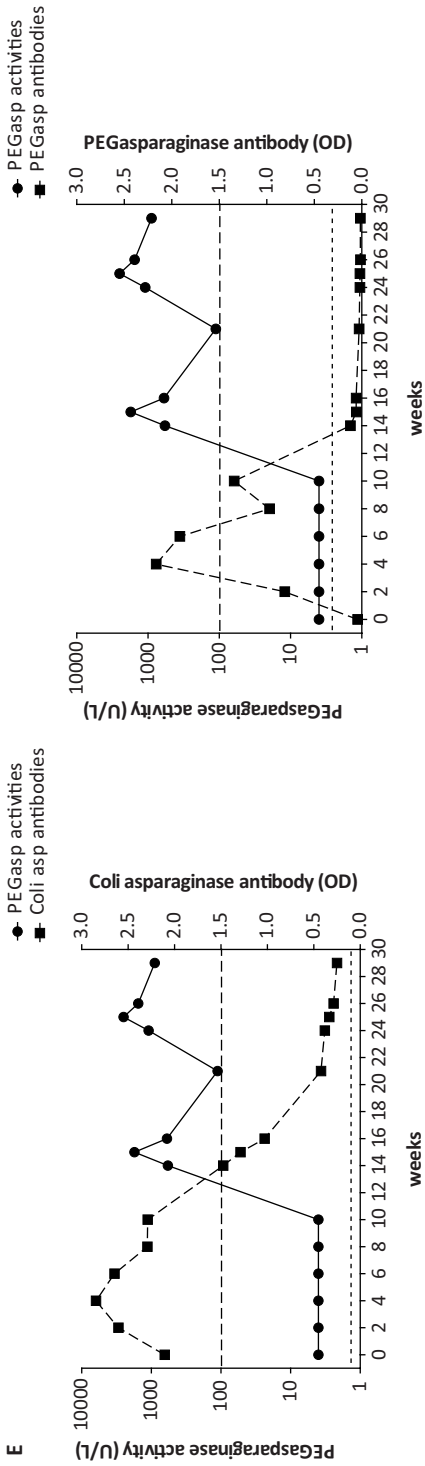 E
PEGasp activities
Coli asp antibodies
PEGasparaginase activity (U/L)
10000
1000
100
10
1
Coli asparaginase antibody (OD)
3.0
2.5
2.0
1.5
1.0
0.5
0.0
0 2 4 6 8 10 12 14 16 18 20 22 24 26 28 30
weeks
PEGasp activities
PEGasp antibodies
PEGasparaginase activity (U/L)
10000
1000
100
10
1
PEGasparaginase antibody (OD)
3.0
2.5
2.0
1.5
1.0
0.5
0.0
0 2 4 6 8 10 12 14 16 18 20 22 24 26 28 30
weeks